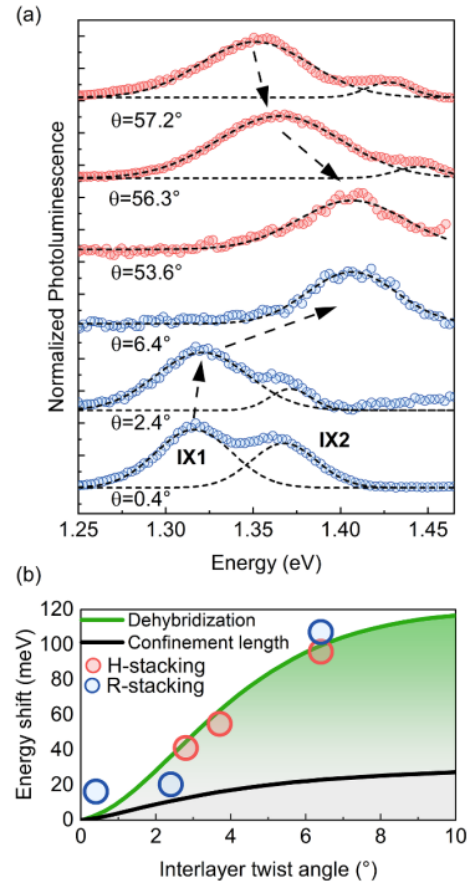 (a)
Normalized Photoluminescence
θ=57.2°
θ=56.3°
θ=53.6°
θ=6.4°
θ=2.4°
IX1 IX2
θ=0.4°
1.25 1.30 1.35 1.40 1.45
Energy (eV)
(b)
Energy shift (meV)
120
100
80
60
40
20
0
Dehybridization
Confinement length
H-stacking
R-stacking
0 2 4 6 8 10
Interlayer twist angle (°)